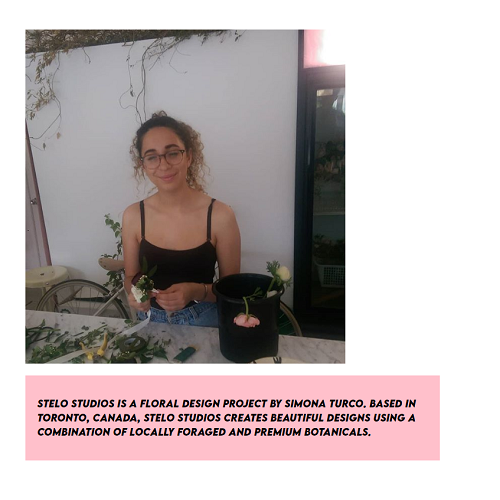 STELO STUDIOS IS A FLORAL DESIGN PROJECT BY SIMONA TURCO. BASED IN
TORONTO, CANADA, STELO STUDIOS CREATES BEAUTIFUL DESIGNS USING A
COMBINATION OF LOCALLY FORAGED AND PREMIUM BOTANICALS.